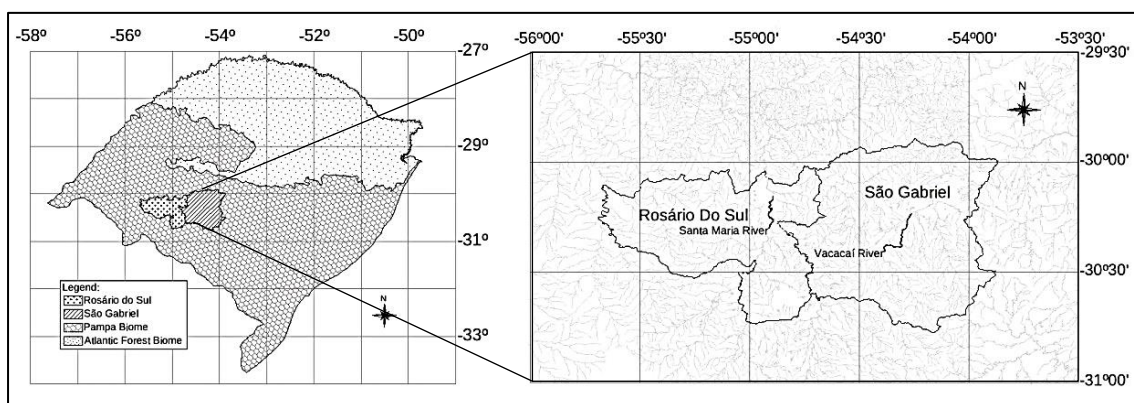 -58º -56º -54º -52º -50º
-27º
-29º
-31º
-33º
Legend:
Rosário do Sul
São Gabriel
Pampa Biome
Atlantic Forest Biome
N
-56º00' -55º30' -55º00' -54º30' -54º00' -53º30'
-29º30'
N
-30º00'
São Gabriel
Rosário Do Sul
Santa Maria River
Vacacaí River
-30º30'
-31º00'